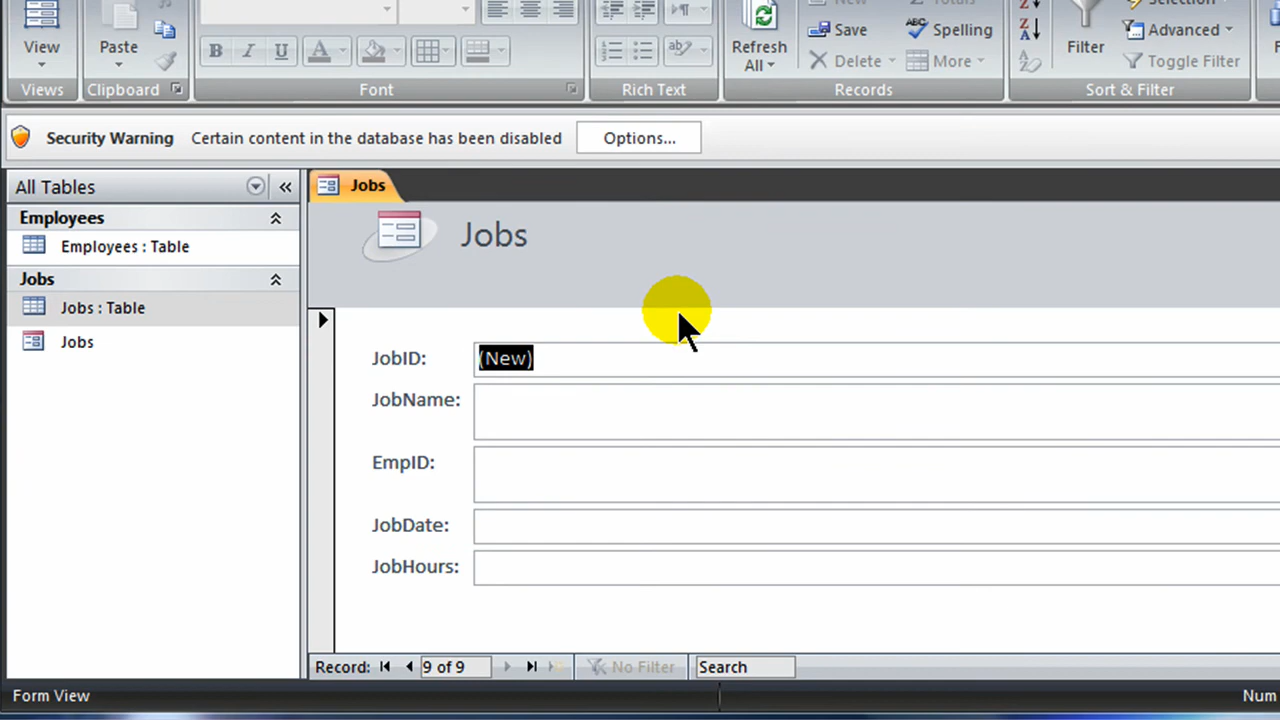 New Totals Selection
View Paste B I U A Refresh All Save Spelling Filter Advanced
Delete More Toggle Filter
Views Clipboard Font Rich Text Records Sort & Filter
Security Warning Certain content in the database has been disabled Options...
All Tables « Jobs
Employees
Employees : Table
Jobs
Jobs : Table
Jobs
Jobs
JobID: (New)
JobName:
EmpID:
JobDate:
JobHours:
Record: 9 of 9 No Filter Search
Form View Num